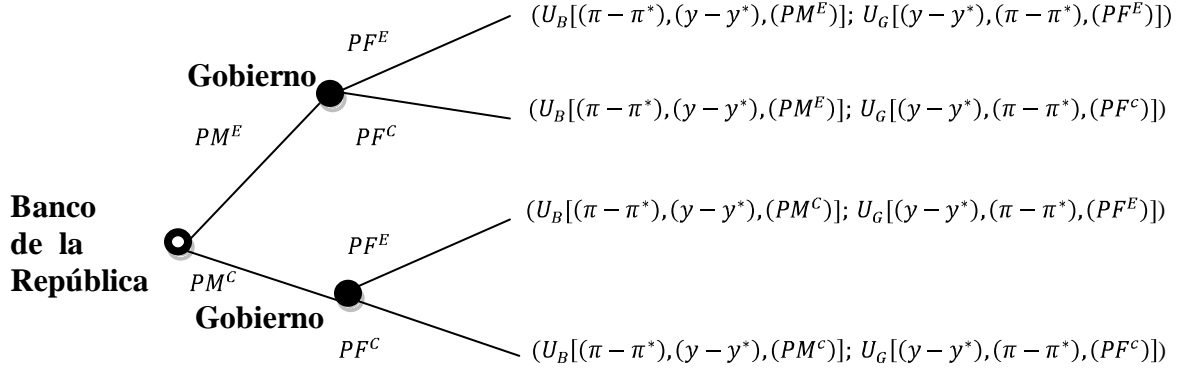 (U_B[(π − π*), (y − y*), (PM^E)]; U_G[(y − y*), (π − π*), (PF^E)])
PF^E
Gobierno
(U_B[(π − π*), (y − y*), (PM^E)]; U_G[(y − y*), (π − π*), (PF^c)])
PM^E
PF^C
Banco
de la
República
(U_B[(π − π*), (y − y*), (PM^C)]; U_G[(y − y*), (π − π*), (PF^E)])
PF^E
PM^C
Gobierno
PF^C
(U_B[(π − π*), (y − y*), (PM^c)]; U_G[(y − y*), (π − π*), (PF^c)])